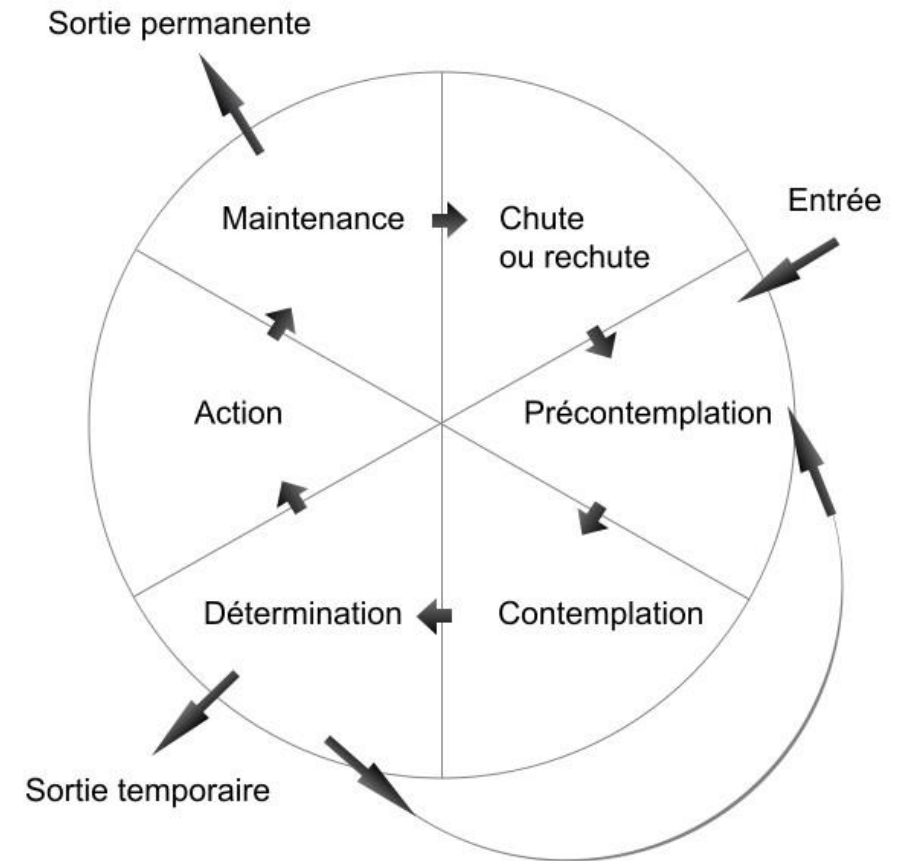 Sortie permanente
Entrée
Maintenance
Chute
ou rechute
Action
Précontemplation
Détermination
Contemplation
Sortie temporaire